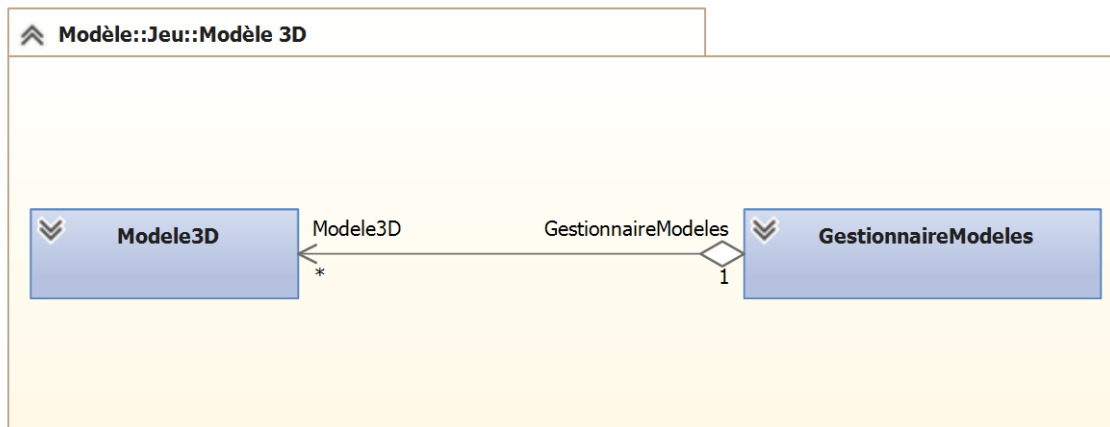 Modèle::Jeu::Modèle 3D
Modele3D
Modele3D
*
GestionnaireModeles
1
GestionnaireModeles